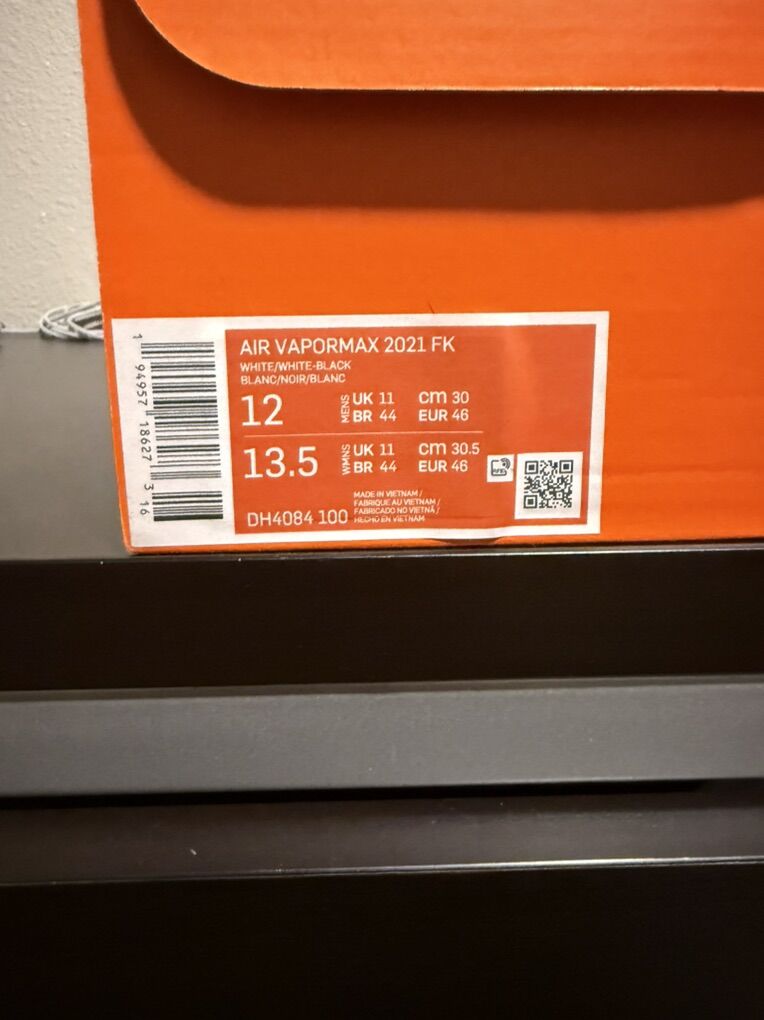 AIR VAPORMAX 2021 FK
WHITE/WHITE-BLACK
BLANC/NOIR/BLANC
12 MENS UK 11 cm 30
BR 44 EUR 46
13.5 WMNS UK 11 cm 30.5
BR 44 EUR 46
RFID
DH4084 100
MADE IN VIETNAM /
FABRIQUE AU VIETNAM /
FABRICADO NO VIETNÃ /
HECHO EN VIETNAM
1 94957 18627 3 16